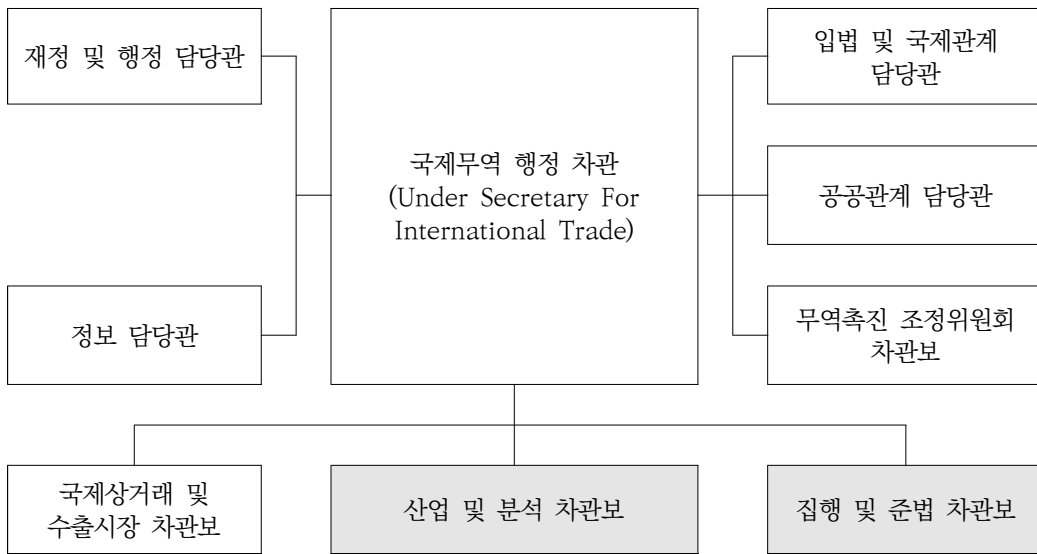 재정 및 행정 담당관
입법 및 국제관계
담당관
국제무역 행정 차관
(Under Secretary For
International Trade)
공공관계 담당관
정보 담당관
무역촉진 조정위원회
차관보
국제상거래 및
수출시장 차관보
산업 및 분석 차관보
집행 및 준법 차관보